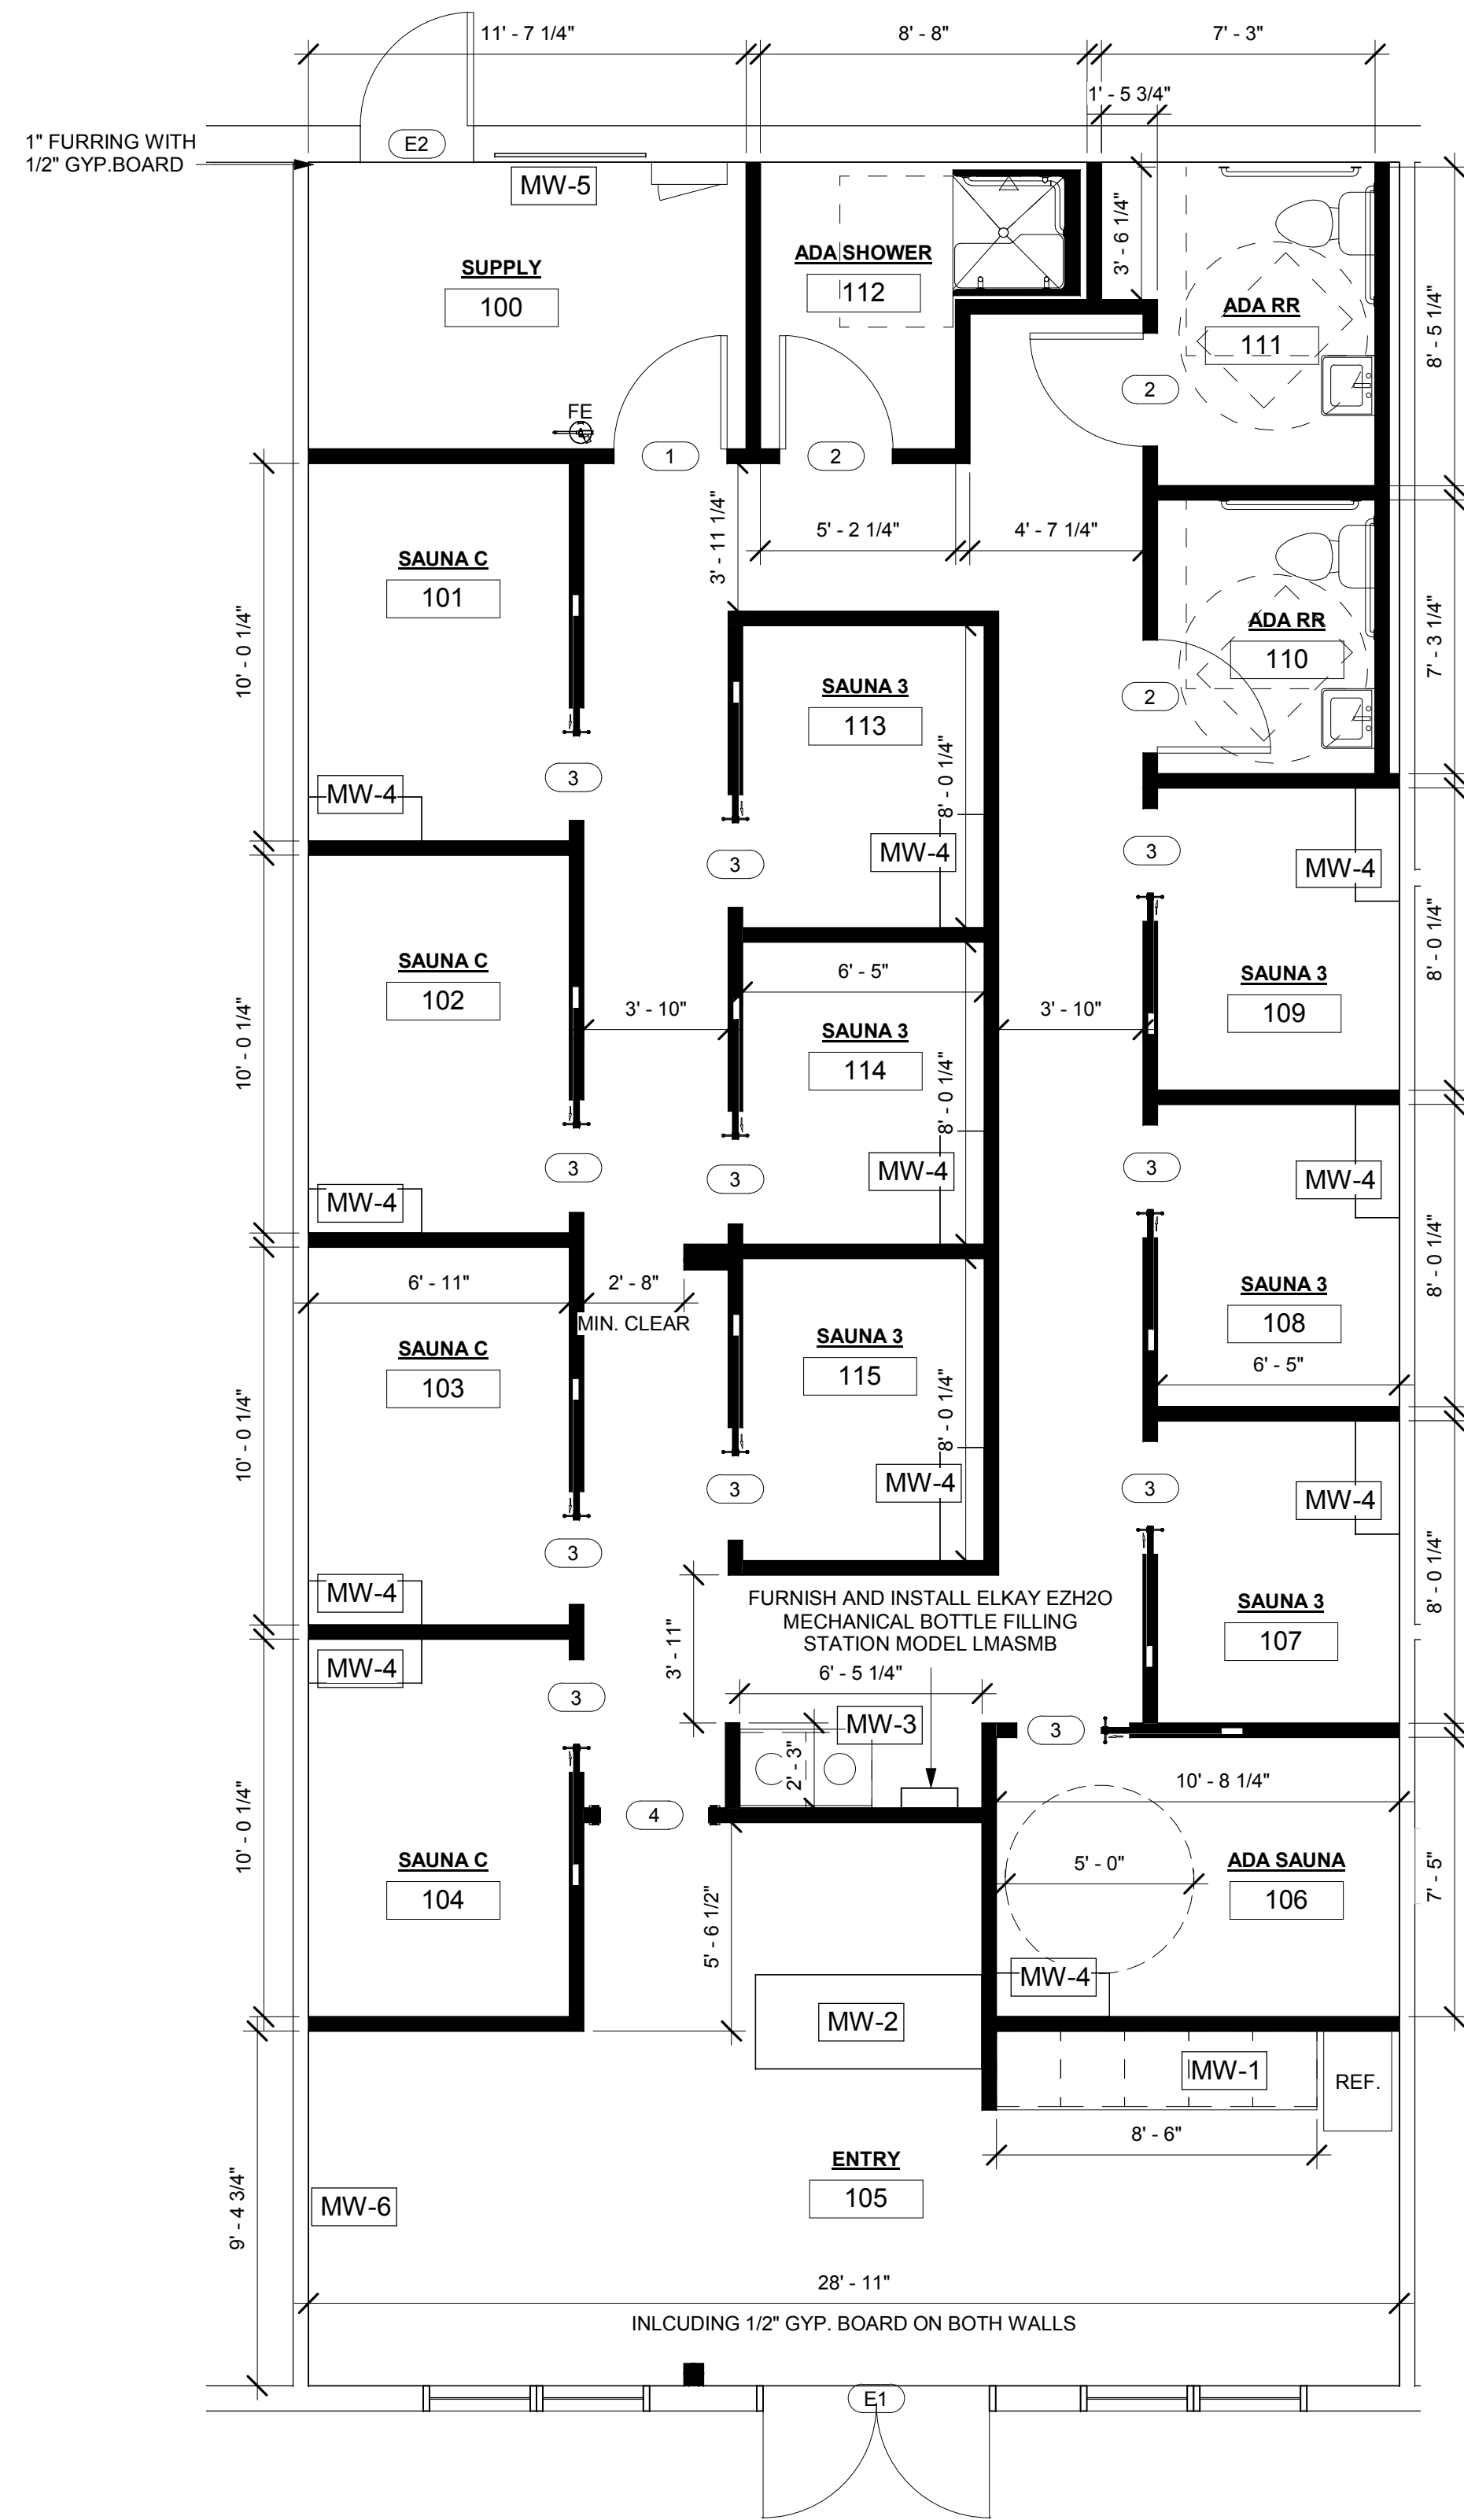 11' - 7 1/4"
8' - 8"
7' - 3"
1' - 5 3/4"
1" FURRING WITH
1/2" GYP.BOARD
E2
MW-5
3' - 6 1/4"
SUPPLY
100
ADA SHOWER
112
ADA RR
111
8' - 5 1/4"
2
FE
1
2
3' - 11 1/4"
5' - 2 1/4"
4' - 7 1/4"
SAUNA C
101
10' - 0 1/4"
ADA RR
110
7' - 3 1/4"
2
SAUNA 3
113
8' - 0 1/4"
3
MW-4
3
MW-4
3
MW-4
8' - 0 1/4"
SAUNA C
102
10' - 0 1/4"
3' - 10"
6' - 5"
SAUNA 3
114
8' - 0 1/4"
3' - 10"
SAUNA 3
109
3
MW-4
3
MW-4
3
MW-4
8' - 0 1/4"
6' - 11"
2' - 8"
MIN. CLEAR
SAUNA C
103
10' - 0 1/4"
SAUNA 3
115
8' - 0 1/4"
SAUNA 3
108
6' - 5"
3
MW-4
3
MW-4
3
MW-4
8' - 0 1/4"
SAUNA 3
107
MW-4
3
3' - 11"
FURNISH AND INSTALL ELKAY EZH2O
MECHANICAL BOTTLE FILLING
STATION MODEL LMASMB
6' - 5 1/4"
MW-3
2' - 3"
3
10' - 8 1/4"
4
SAUNA C
104
10' - 0 1/4"
5' - 6 1/2"
5' - 0"
ADA SAUNA
106
7' - 5"
MW-4
MW-2
MW-1
REF.
8' - 6"
ENTRY
105
MW-6
9' - 4 3/4"
28' - 11"
INLCUDING 1/2" GYP. BOARD ON BOTH WALLS
E1